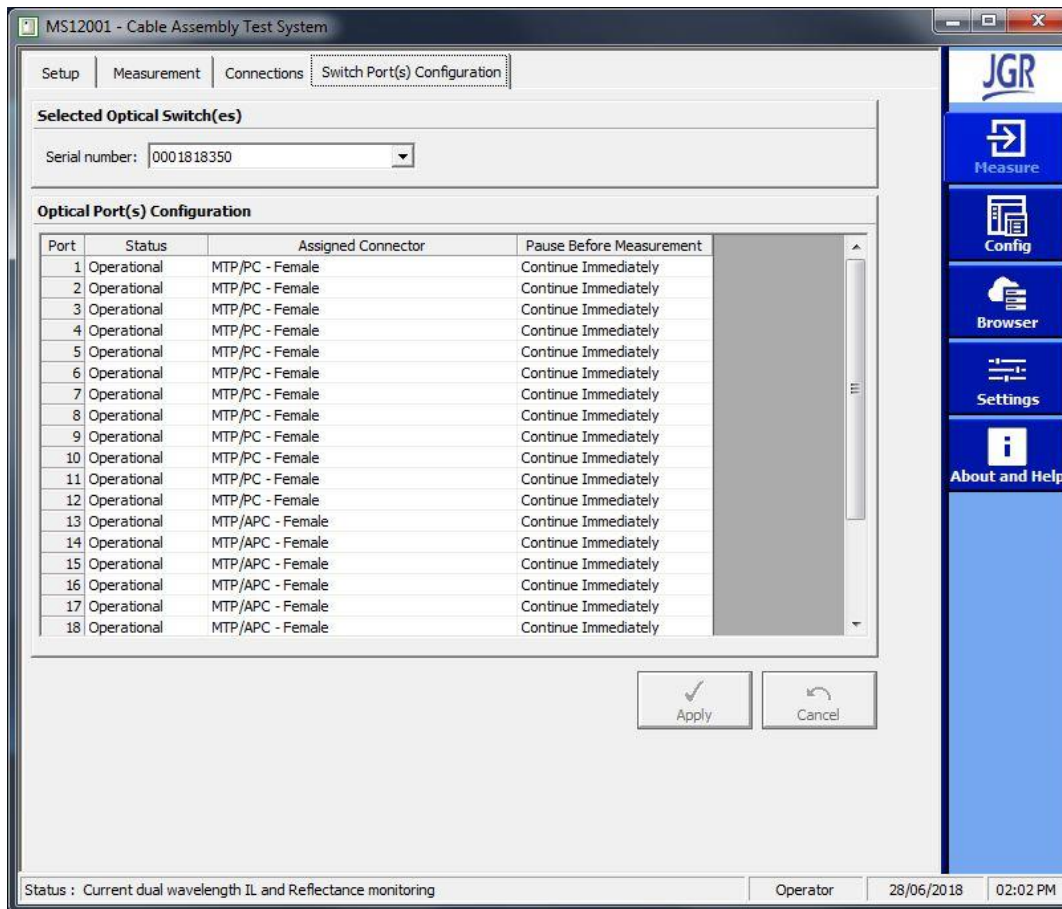 MS12001 - Cable Assembly Test System
Setup Measurement Connections Switch Port(s) Configuration
JGR
Selected Optical Switch(es)
Serial number: 0001818350
Measure
Optical Port(s) Configuration
Port Status Assigned Connector Pause Before Measurement
1 Operational MTP/PC - Female Continue Immediately
2 Operational MTP/PC - Female Continue Immediately
3 Operational MTP/PC - Female Continue Immediately
4 Operational MTP/PC - Female Continue Immediately
5 Operational MTP/PC - Female Continue Immediately
6 Operational MTP/PC - Female Continue Immediately
7 Operational MTP/PC - Female Continue Immediately
8 Operational MTP/PC - Female Continue Immediately
9 Operational MTP/PC - Female Continue Immediately
10 Operational MTP/PC - Female Continue Immediately
11 Operational MTP/PC - Female Continue Immediately
12 Operational MTP/PC - Female Continue Immediately
13 Operational MTP/APC - Female Continue Immediately
14 Operational MTP/APC - Female Continue Immediately
15 Operational MTP/APC - Female Continue Immediately
16 Operational MTP/APC - Female Continue Immediately
17 Operational MTP/APC - Female Continue Immediately
18 Operational MTP/APC - Female Continue Immediately
Config
Browser
Settings
About and Help
Apply Cancel
Status : Current dual wavelength IL and Reflectance monitoring Operator 28/06/2018 02:02 PM